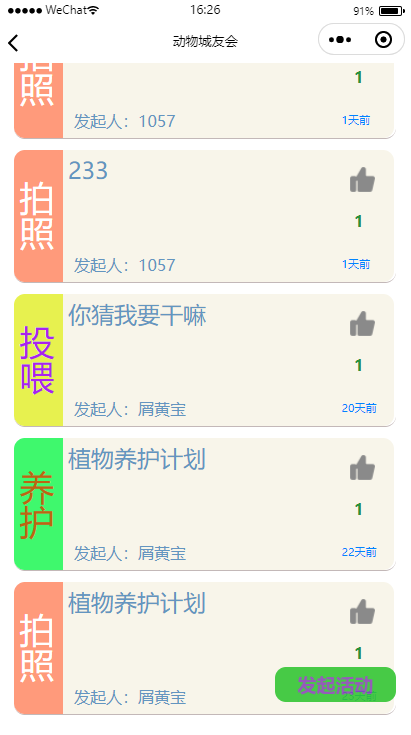 WeChat
16:26
91%
动物城友会
拍照
1
发起人：1057
1天前
拍照
233
1
发起人：1057
1天前
投喂
你猜我要干嘛
1
发起人：屑黄宝
20天前
养护
植物养护计划
1
发起人：屑黄宝
22天前
拍照
植物养护计划
1
发起人：屑黄宝
发起活动